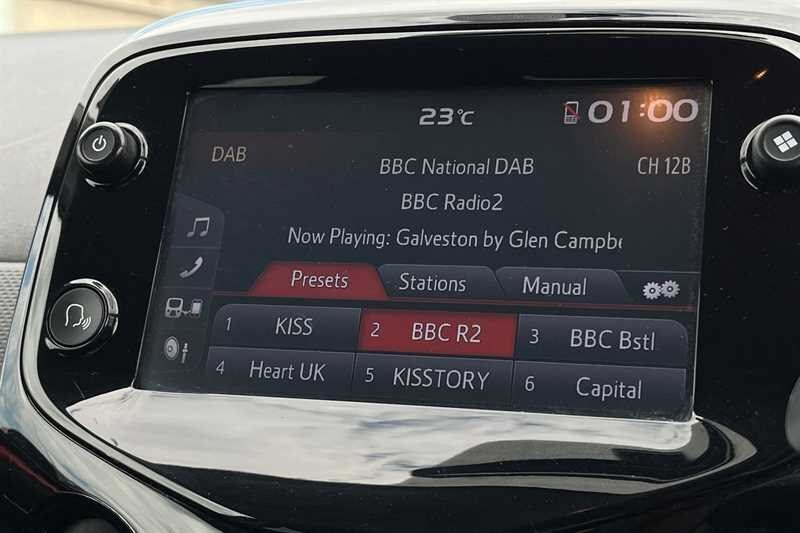 23°C 01:00
DAB BBC National DAB CH 12B
BBC Radio2
Now Playing: Galveston by Glen Campbe
Presets Stations Manual
1 KISS 2 BBC R2 3 BBC Bstl
4 Heart UK 5 KISSTORY 6 Capital